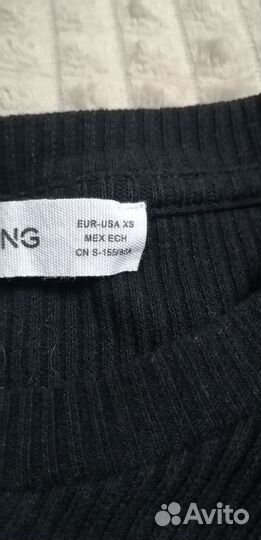 NG
EUR-USA XS
MEX ECH
CN S-155/80A
Avito